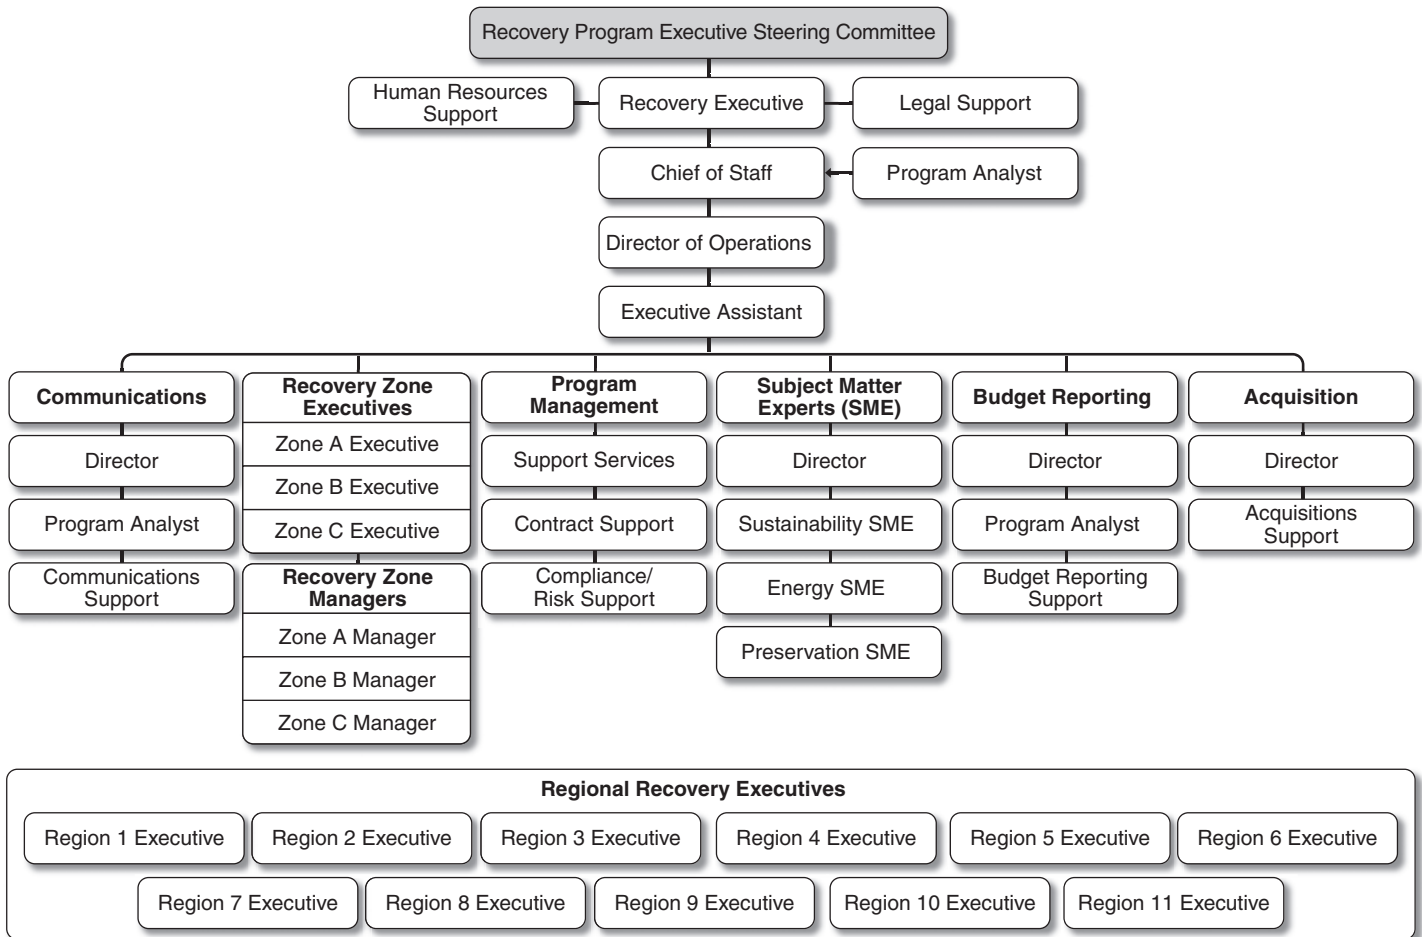 Recovery Program Executive Steering Committee
Human Resources
Support
Recovery Executive
Legal Support
Chief of Staff
Program Analyst
Director of Operations
Executive Assistant
Communications
Director
Program Analyst
Communications
Support
Recovery Zone
Executives
Zone A Executive
Zone B Executive
Zone C Executive
Recovery Zone
Managers
Zone A Manager
Zone B Manager
Zone C Manager
Program
Management
Support Services
Contract Support
Compliance/
Risk Support
Subject Matter
Experts (SME)
Director
Sustainability SME
Energy SME
Preservation SME
Budget Reporting
Director
Program Analyst
Budget Reporting
Support
Acquisition
Director
Acquisitions
Support
Regional Recovery Executives
Region 1 Executive
Region 2 Executive
Region 3 Executive
Region 4 Executive
Region 5 Executive
Region 6 Executive
Region 7 Executive
Region 8 Executive
Region 9 Executive
Region 10 Executive
Region 11 Executive